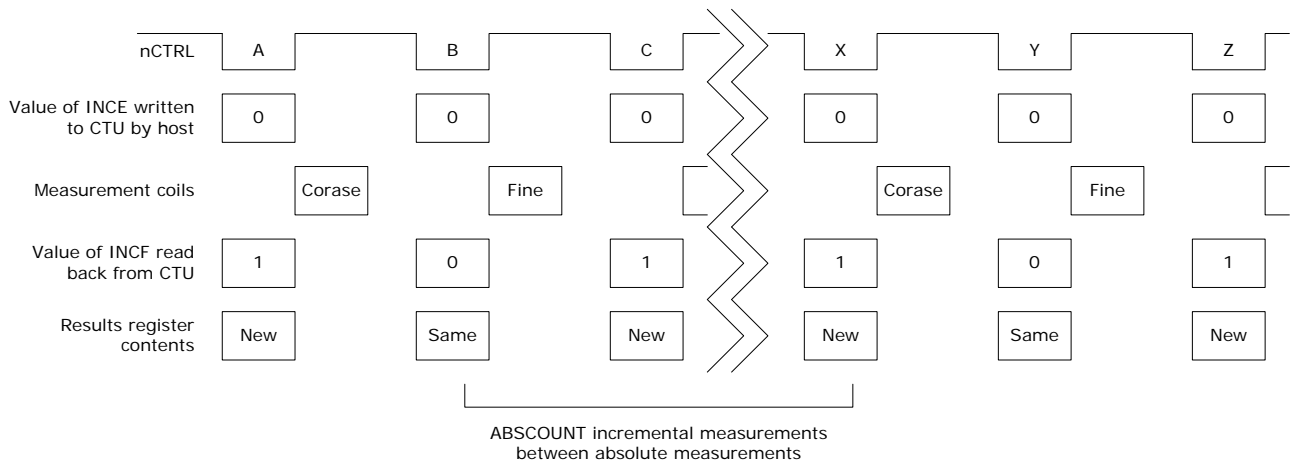 nCTRL A B C X Y Z
Value of INCE written
to CTU by host
0 0 0 0 0 0
Measurement coils Corase Fine Corase Fine
Value of INCF read
back from CTU
1 0 1 1 0 1
Results register
contents
New Same New New Same New
ABSCOUNT incremental measurements
between absolute measurements